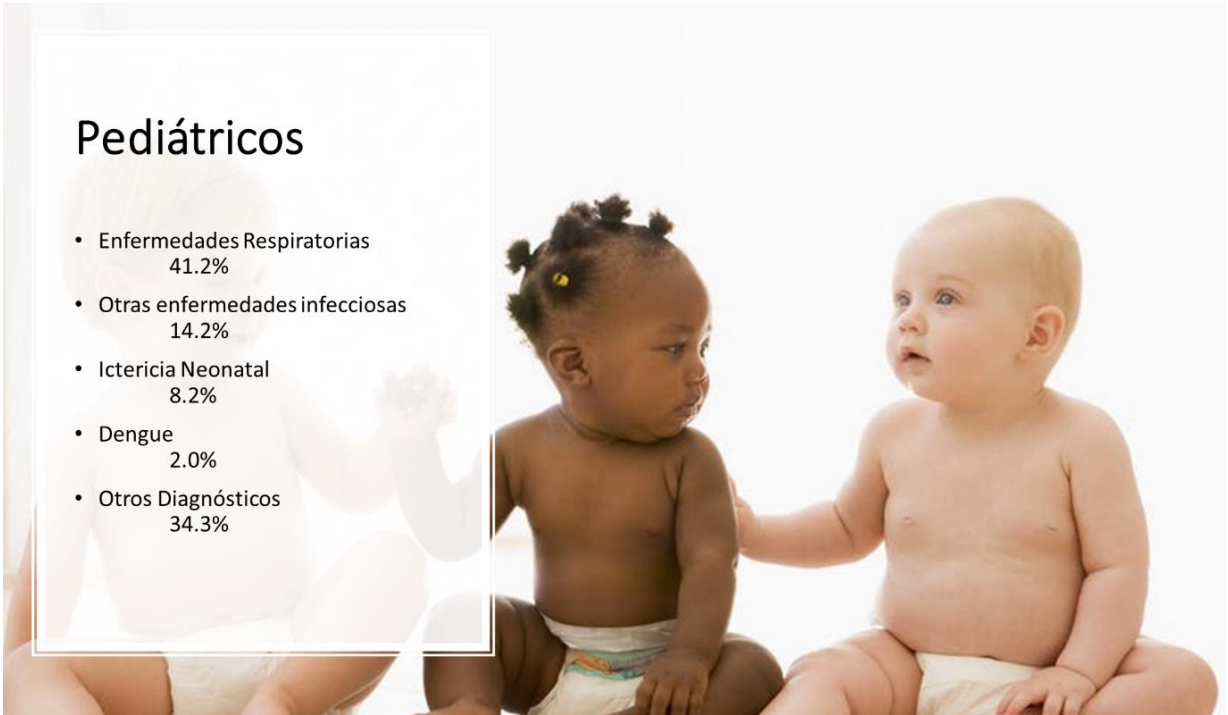 Pediátricos
• Enfermedades Respiratorias
41.2%
• Otras enfermedades infecciosas
14.2%
• Ictericia Neonatal
8.2%
• Dengue
2.0%
• Otros Diagnósticos
34.3%